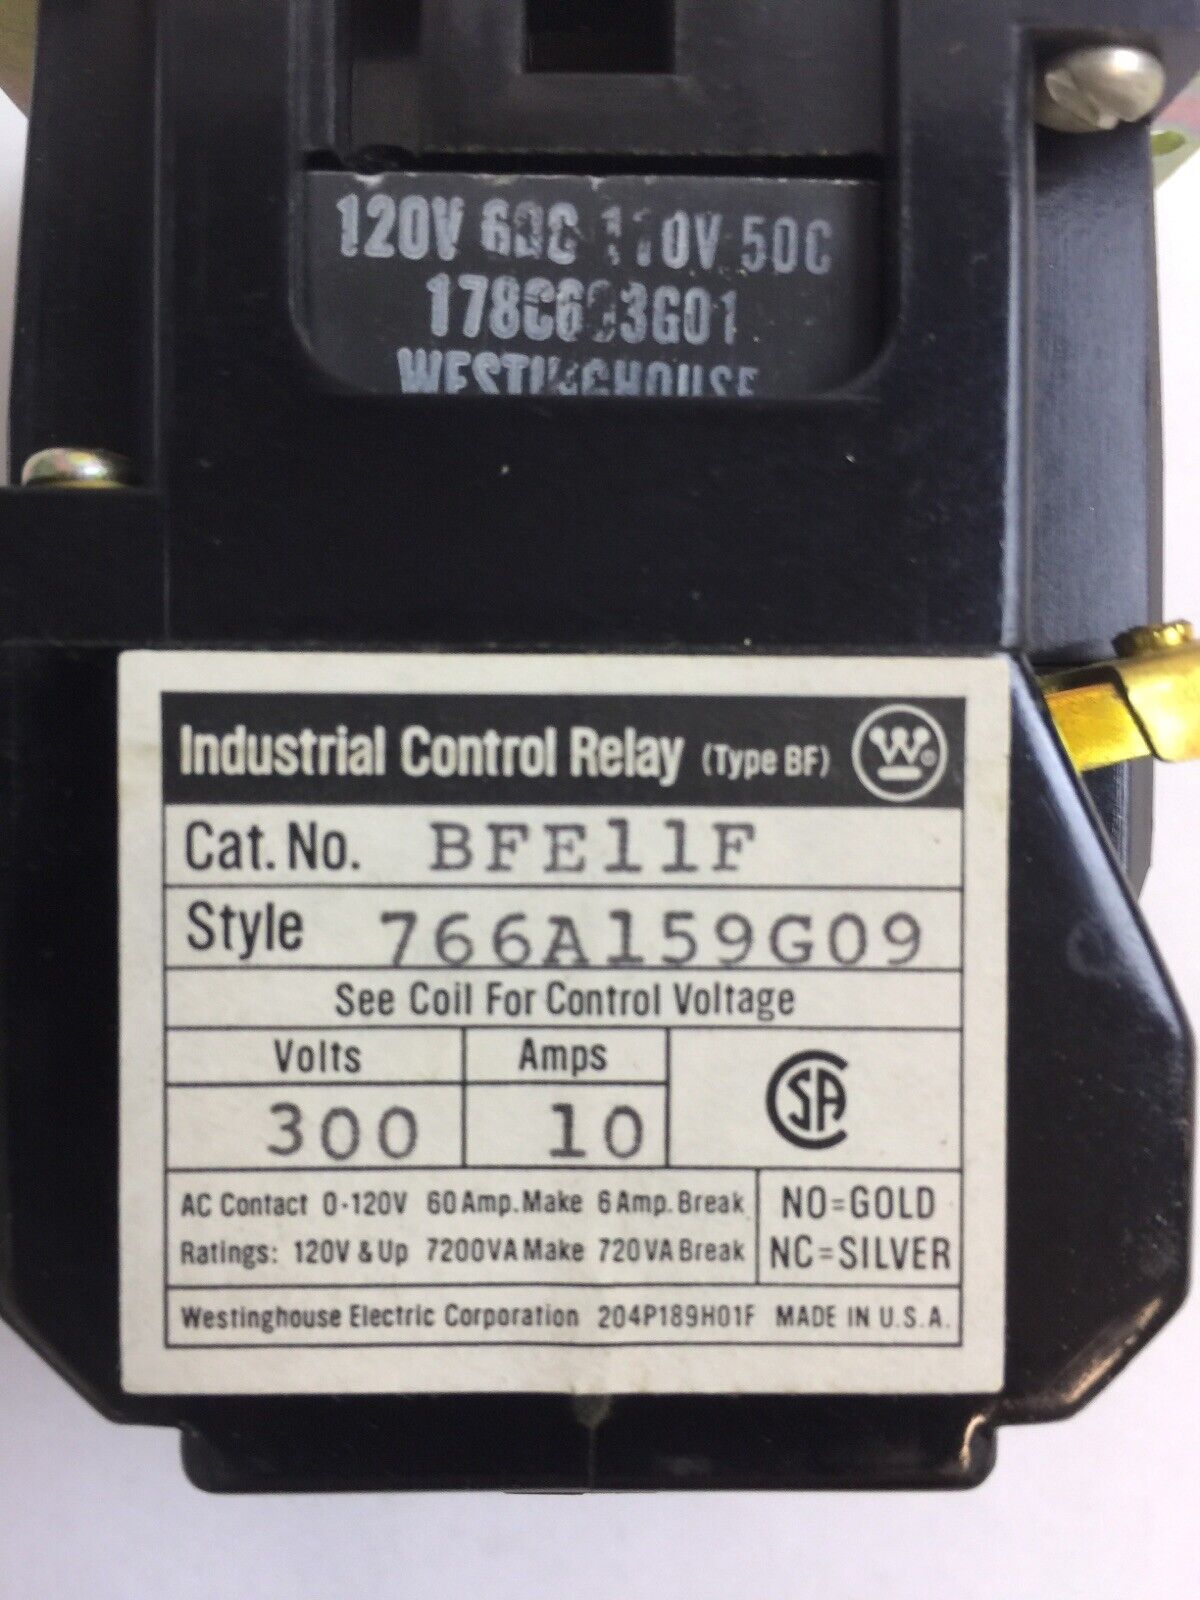 120V 60C 110V 50C
WESTINGHOUSE
Industrial Control Relay (Type BF) W ®
Cat. No. BFE11F
Style 766A159G09
See Coil For Control Voltage
Volts Amps
300 10
CSA
AC Contact 0-120V 60 Amp. Make 6 Amp. Break
Ratings: 120V & Up 7200VA Make 720VA Break
NO=GOLD
NC=SILVER
Westinghouse Electric Corporation 204P189H01F MADE IN U.S.A.